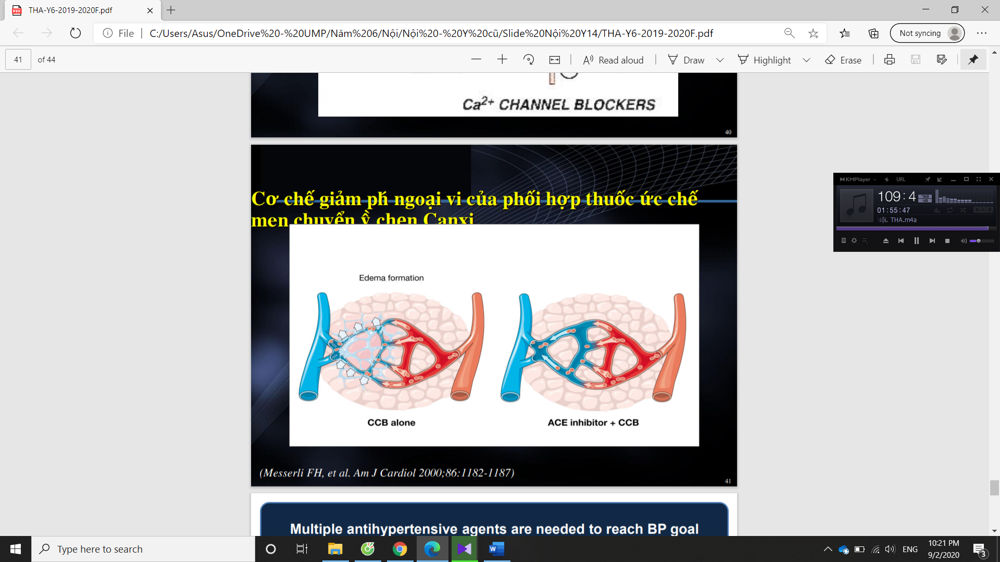 THA-Y6-2019-2020F.pdf
File
C:/Users/Asus/OneDrive%20-%20UMP/Năm%206/Nội/Nội%20-%20Y%20cũ/Slide%20Nội%20Y14/THA-Y6-2019-2020F.pdf
Not syncing
41 of 44
Read aloud
Draw
Highlight
Erase
Ca2+ CHANNEL BLOCKERS
40
Cơ chế giảm ph́ ngoại vi của phối hợp thuốc ức chế
men chuyển ỳ chẹn Canxi
Edema formation
CCB alone
ACE inhibitor + CCB
(Messerli FH, et al. Am J Cardiol 2000;86:1182-1187)
41
Multiple antihypertensive agents are needed to reach BP goal
KMPlayer
URL
109:4
768
48
01:55:47
A B
Nội. THA.m4a
Type here to search
ENG
10:21 PM
9/2/2020
3